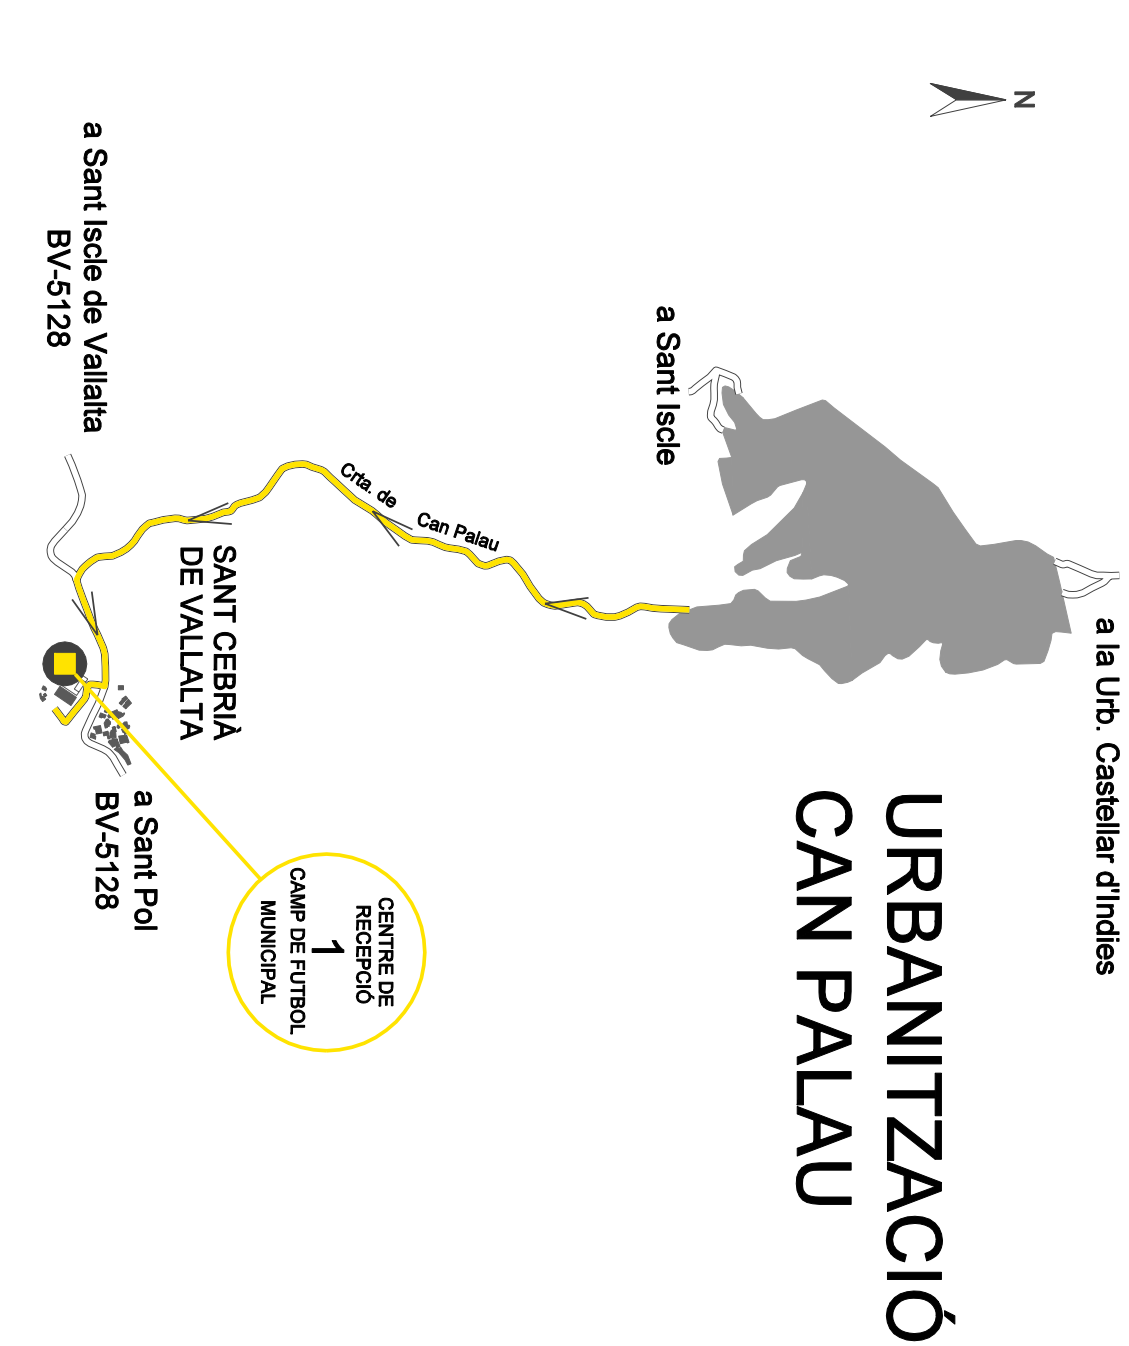 N
a la Urb. Castellar d'Indies
URBANITZACIÓ
CAN PALAU
a Sant Iscle
Crta. de Can Palau
CENTRE DE
RECEPCIÓ
1
CAMP DE FUTBOL
MUNICIPAL
SANT CEBRIÀ
DE VALLALTA
a Sant Iscle de Vallalta
BV-5128
a Sant Pol
BV-5128